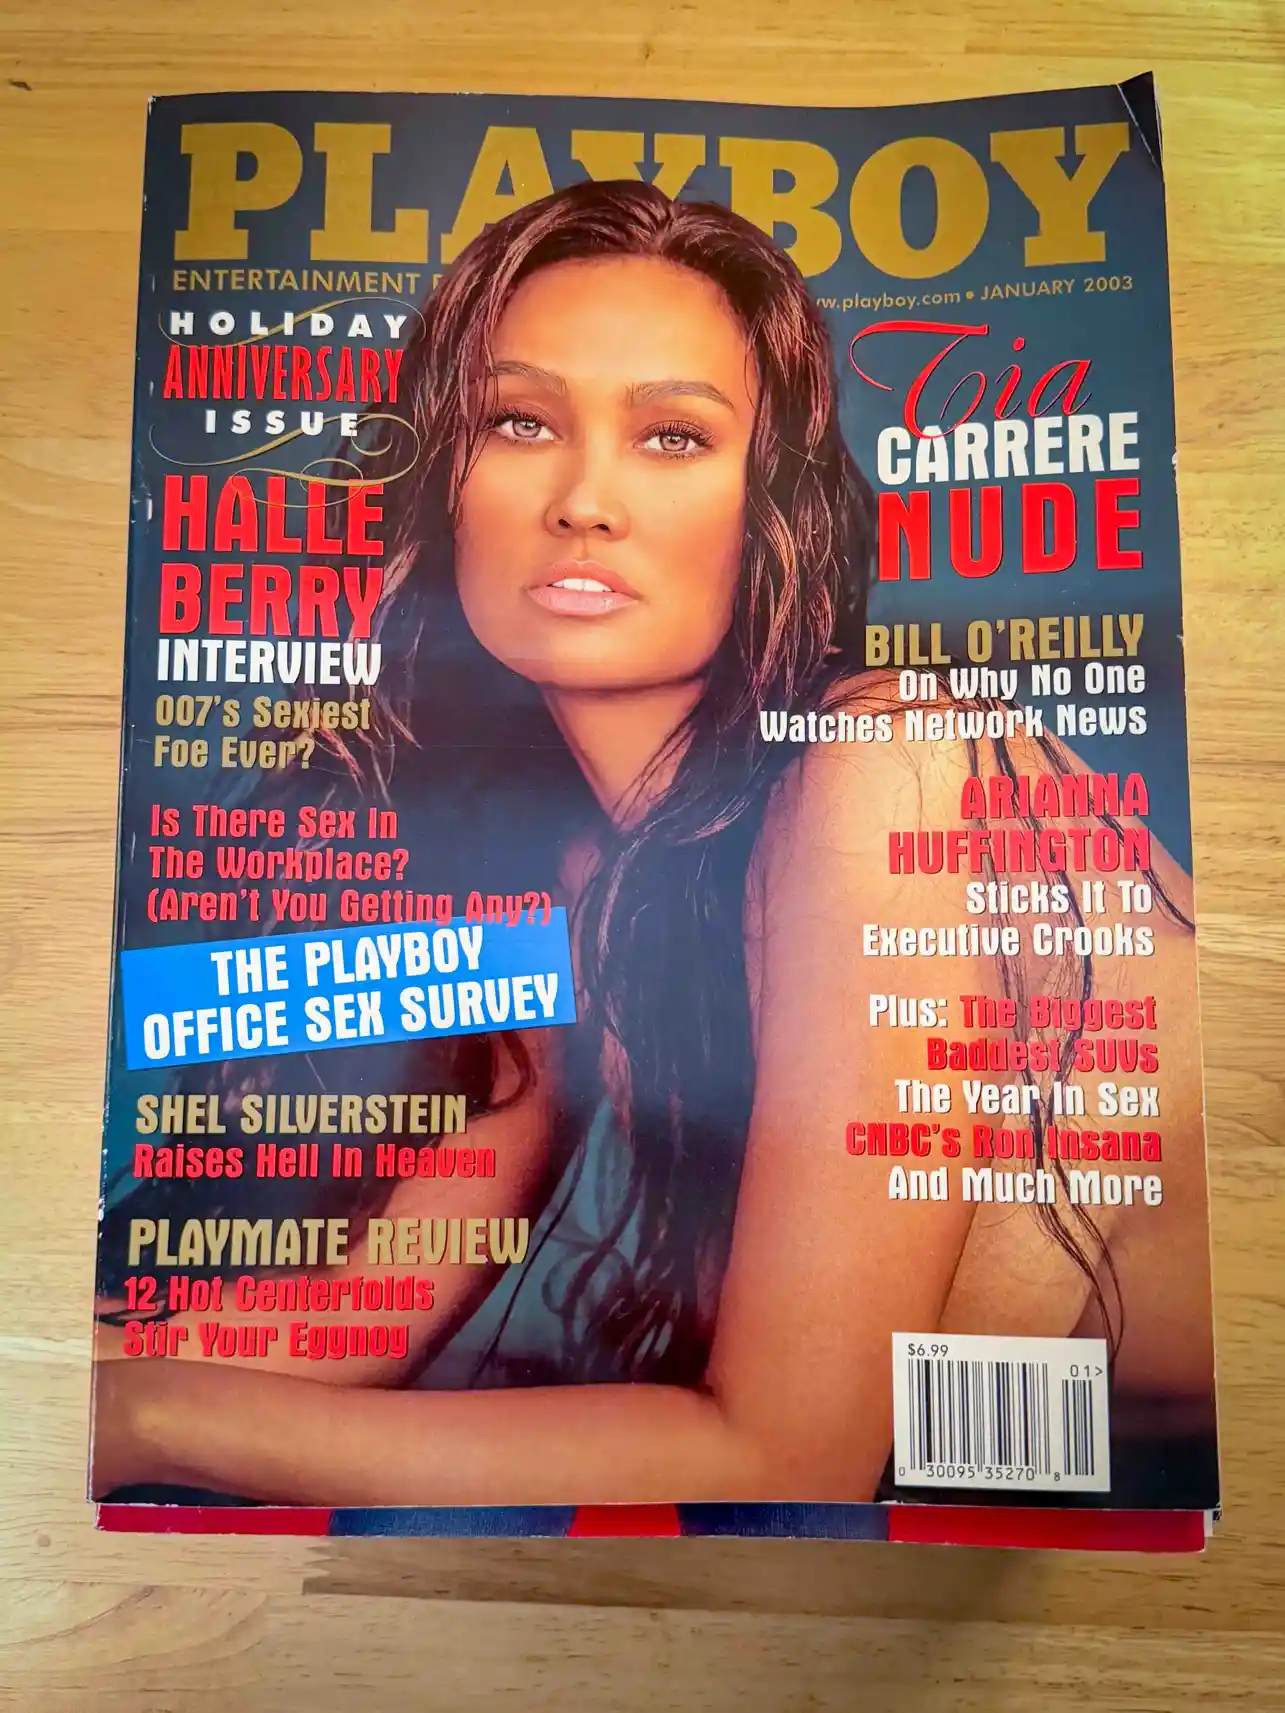 PLAYBOY
ENTERTAINMENT
www.playboy.com • JANUARY 2003
HOLIDAY
ANNIVERSARY
ISSUE
HALLE
BERRY
INTERVIEW
007's Sexiest
Foe Ever?
Is There Sex In
The Workplace?
(Aren't You Getting Any?)
THE PLAYBOY
OFFICE SEX SURVEY
SHEL SILVERSTEIN
Raises Hell In Heaven
PLAYMATE REVIEW
12 Hot Centerfolds
Stir Your Eggnog
Tia
CARRERE
NUDE
BILL O'REILLY
On Why No One
Watches Network News
ARIANNA
HUFFINGTON
Sticks It To
Executive Crooks
Plus: The Biggest
Baddest SUVs
The Year In Sex
CNBC's Ron Insana
And Much More
$6.99
01>
0 30095 35270 8